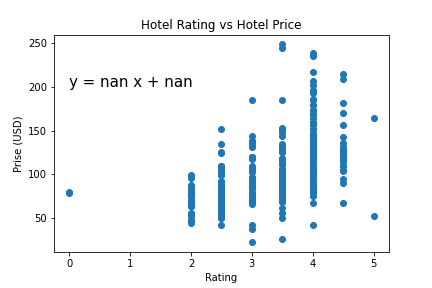 Hotel Rating vs Hotel Price
250
200
150
100
50
y = nan x + nan
Prise (USD)
0 1 2 3 4 5
Rating